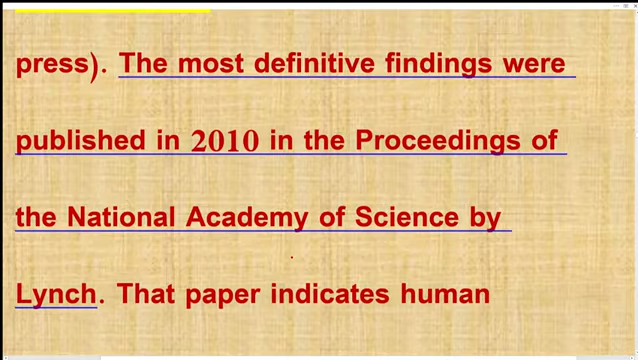 press). The most definitive findings were
published in 2010 in the Proceedings of
the National Academy of Science by
Lynch. That paper indicates human